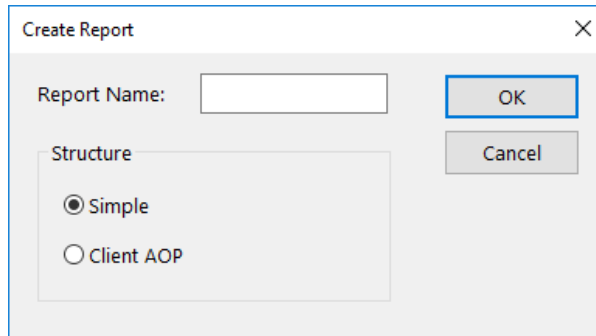 Create Report
Report Name:
OK
Cancel
Structure
Simple
Client AOP